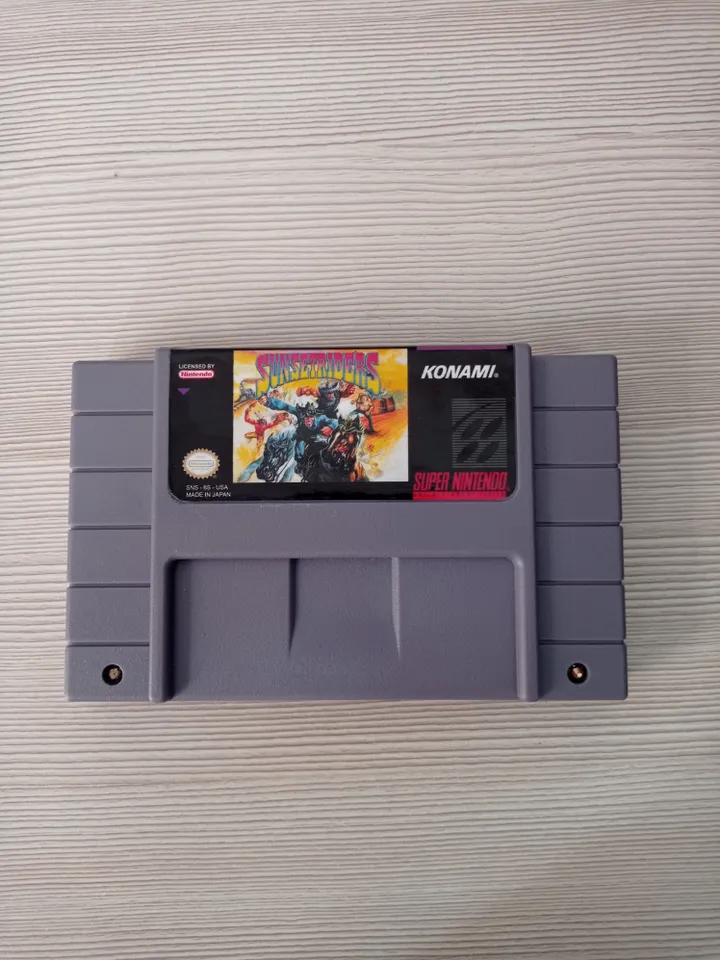 LICENSED BY
Nintendo
SUNSETRIDERS
KONAMI®
SNS - 6S - USA
MADE IN JAPAN
SUPER NINTENDO